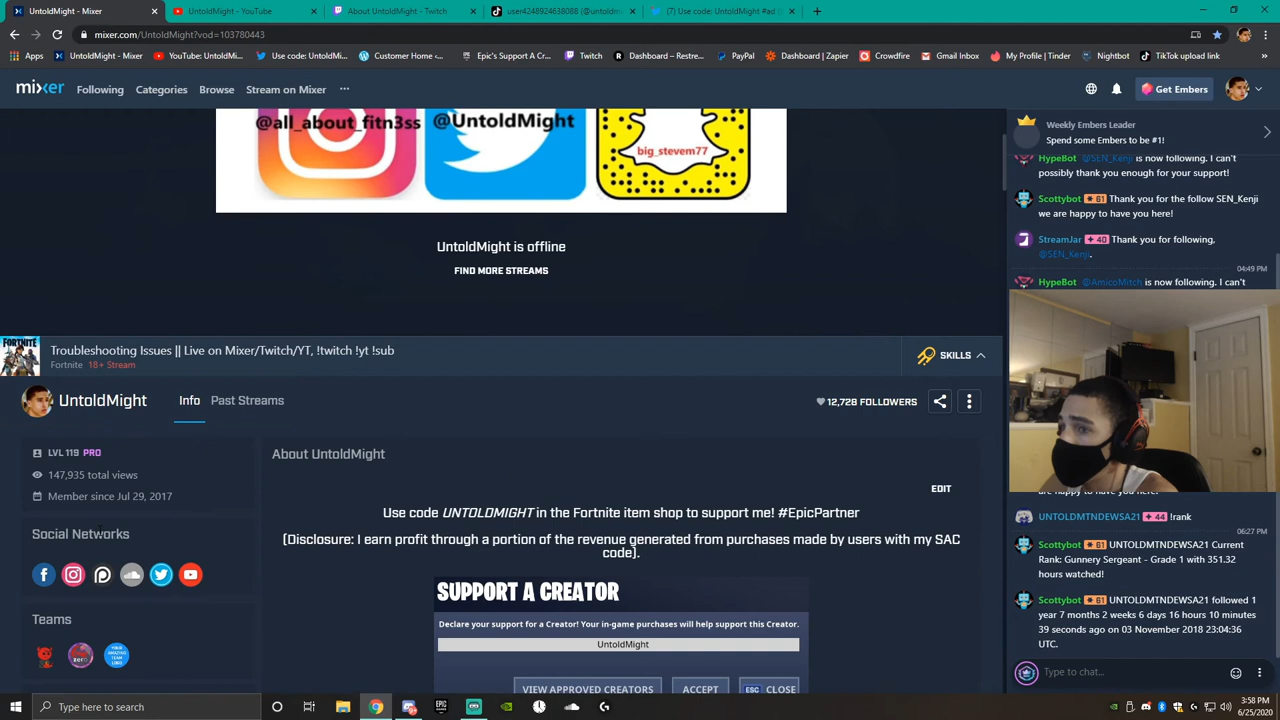 UntoldMight - Mixer
UntoldMight - YouTube
About UntoldMight - Twitch
user4248924638088 (@untoldm
(7) Use code: UntoldMight #ad (
mixer.com/UntoldMight?vod=103780443
Apps
UntoldMight - Mixer
YouTube: UntoldMi...
Use code: UntoldMi...
Customer Home <...
Epic's Support A Cr...
Twitch
Dashboard – Restre...
PayPal
Dashboard | Zapier
Crowdfire
Gmail Inbox
My Profile | Tinder
Nightbot
TikTok upload link
»
mixer
Following
Categories
Browse
Stream on Mixer
...
Get Embers
@all_about_fitn3ss
@UntoldMight
big_stevem77
UntoldMight is offline
FIND MORE STREAMS
FORTNITE
Troubleshooting Issues || Live on Mixer/Twitch/YT, !twitch !yt !sub
Fortnite 18+ Stream
SKILLS
UntoldMight
Info
Past Streams
12,728 FOLLOWERS
LVL 119 PRO
147,935 total views
Member since Jul 29, 2017
Social Networks
Teams
zero
About UntoldMight
EDIT
Use code UNTOLDMIGHT in the Fortnite item shop to support me! #EpicPartner
(Disclosure: I earn profit through a portion of the revenue generated from purchases made by users with my SAC
code).
SUPPORT A CREATOR
Declare your support for a Creator! Your in-game purchases will help support this Creator.
UntoldMight
VIEW APPROVED CREATORS
ACCEPT
ESC CLOSE
Weekly Embers Leader
Spend some Embers to be #1!
HypeBot @SEN_Kenji is now following. I can't
possibly thank you enough for your support!
Scottybot 61 Thank you for the follow SEN_Kenji
we are happy to have you here!
StreamJar 40 Thank you for following,
@SEN_Kenji.
04:49 PM
HypeBot @AmicoMitch is now following. I can't
are happy to have you here!
UNTOLDMTNDEWSA21 44 !rank
06:27 PM
Scottybot 61 UNTOLDMTNDEWSA21 Current
Rank: Gunnery Sergeant - Grade 1 with 351.32
hours watched!
Scottybot 61 UNTOLDMTNDEWSA21 followed 1
year 7 months 2 weeks 6 days 16 hours 10 minutes
39 seconds ago on 03 November 2018 23:04:36
UTC.
Type to chat...
Type here to search
EPIC GAMES
3:58 PM
6/25/2020